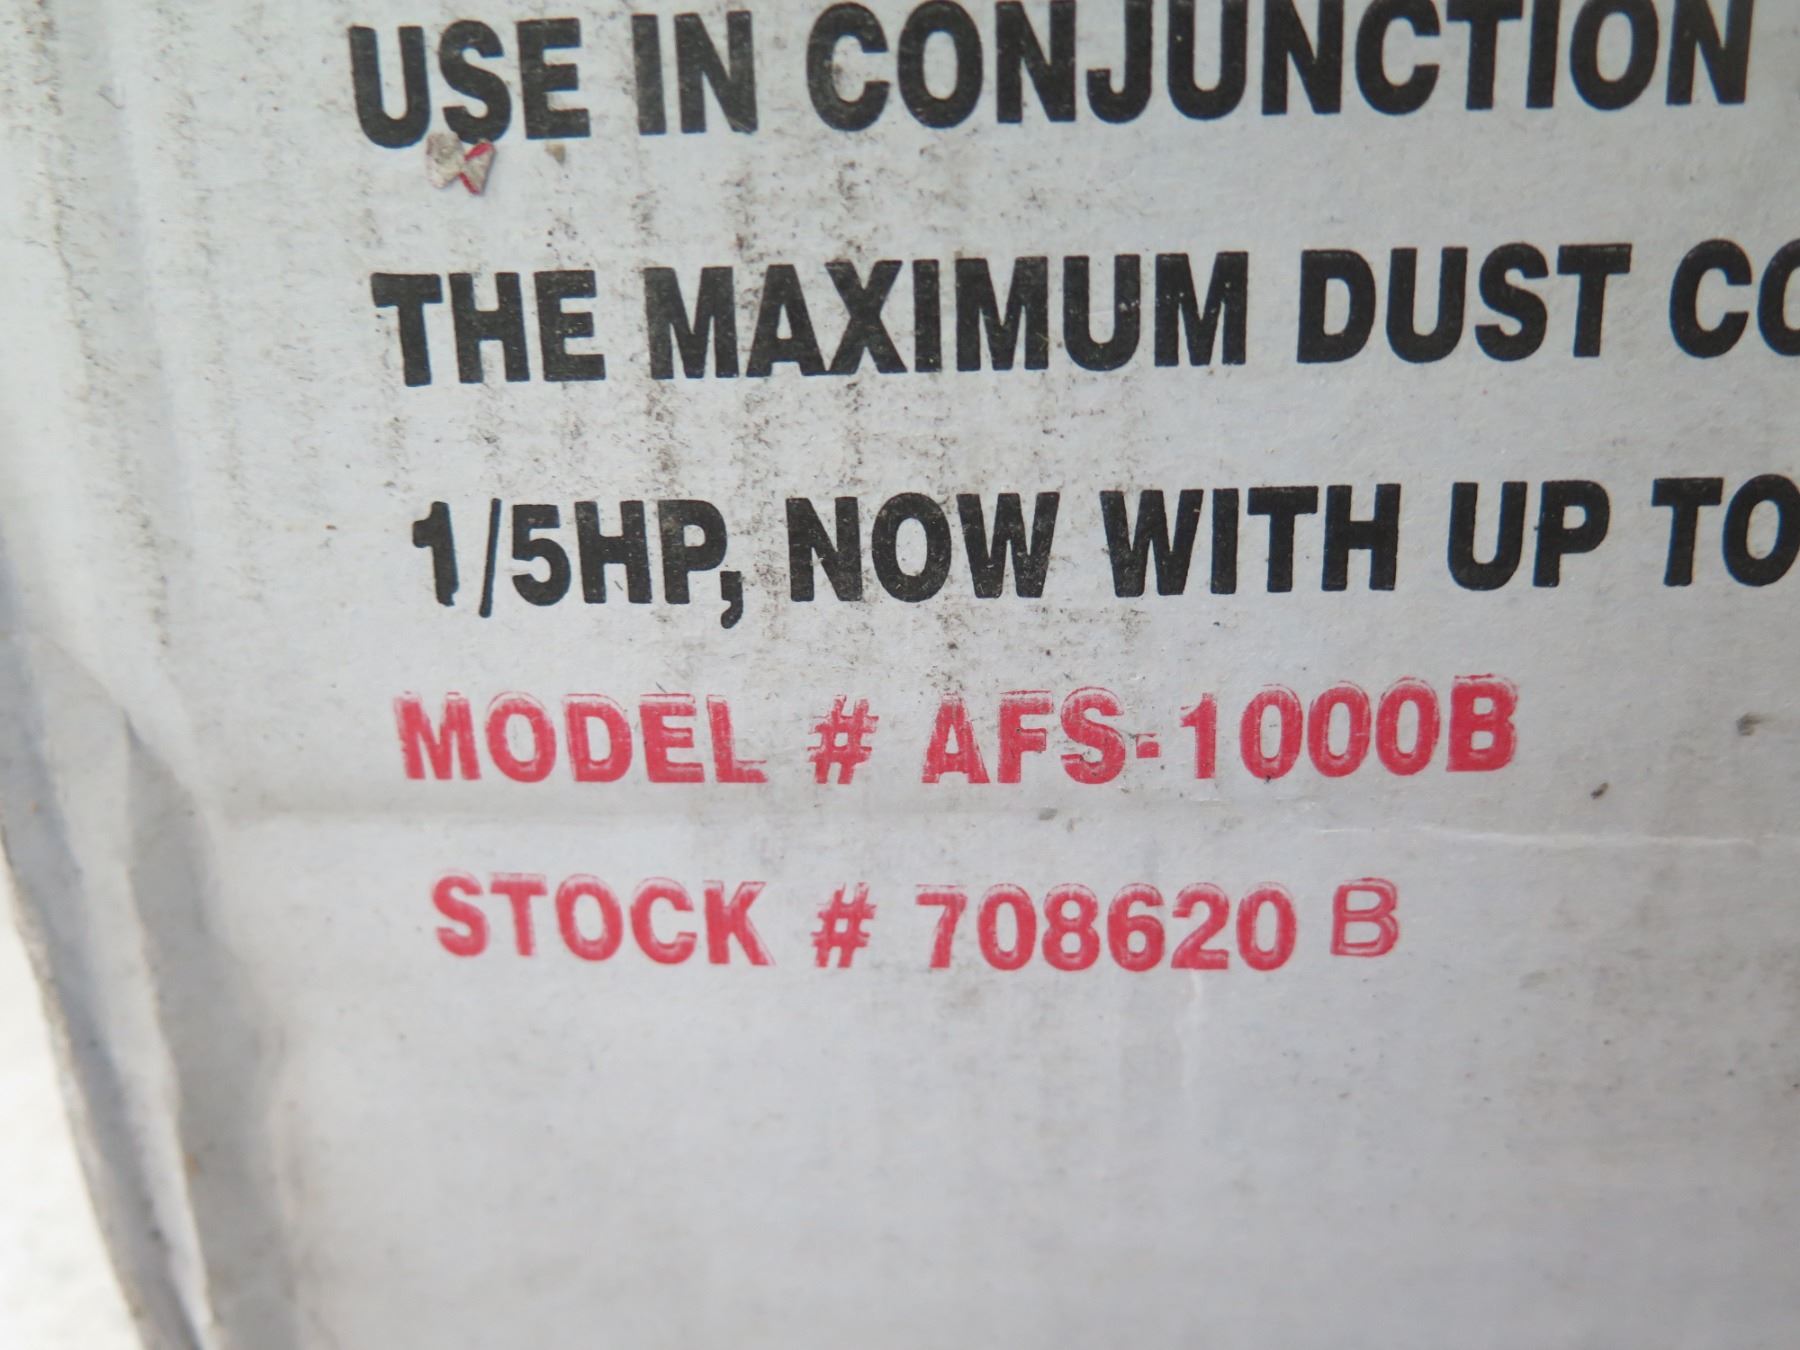 USE IN CONJUNCTION
THE MAXIMUM DUST CO
1/5HP, NOW WITH UP TO
MODEL # AFS-1000B
STOCK # 708620 B